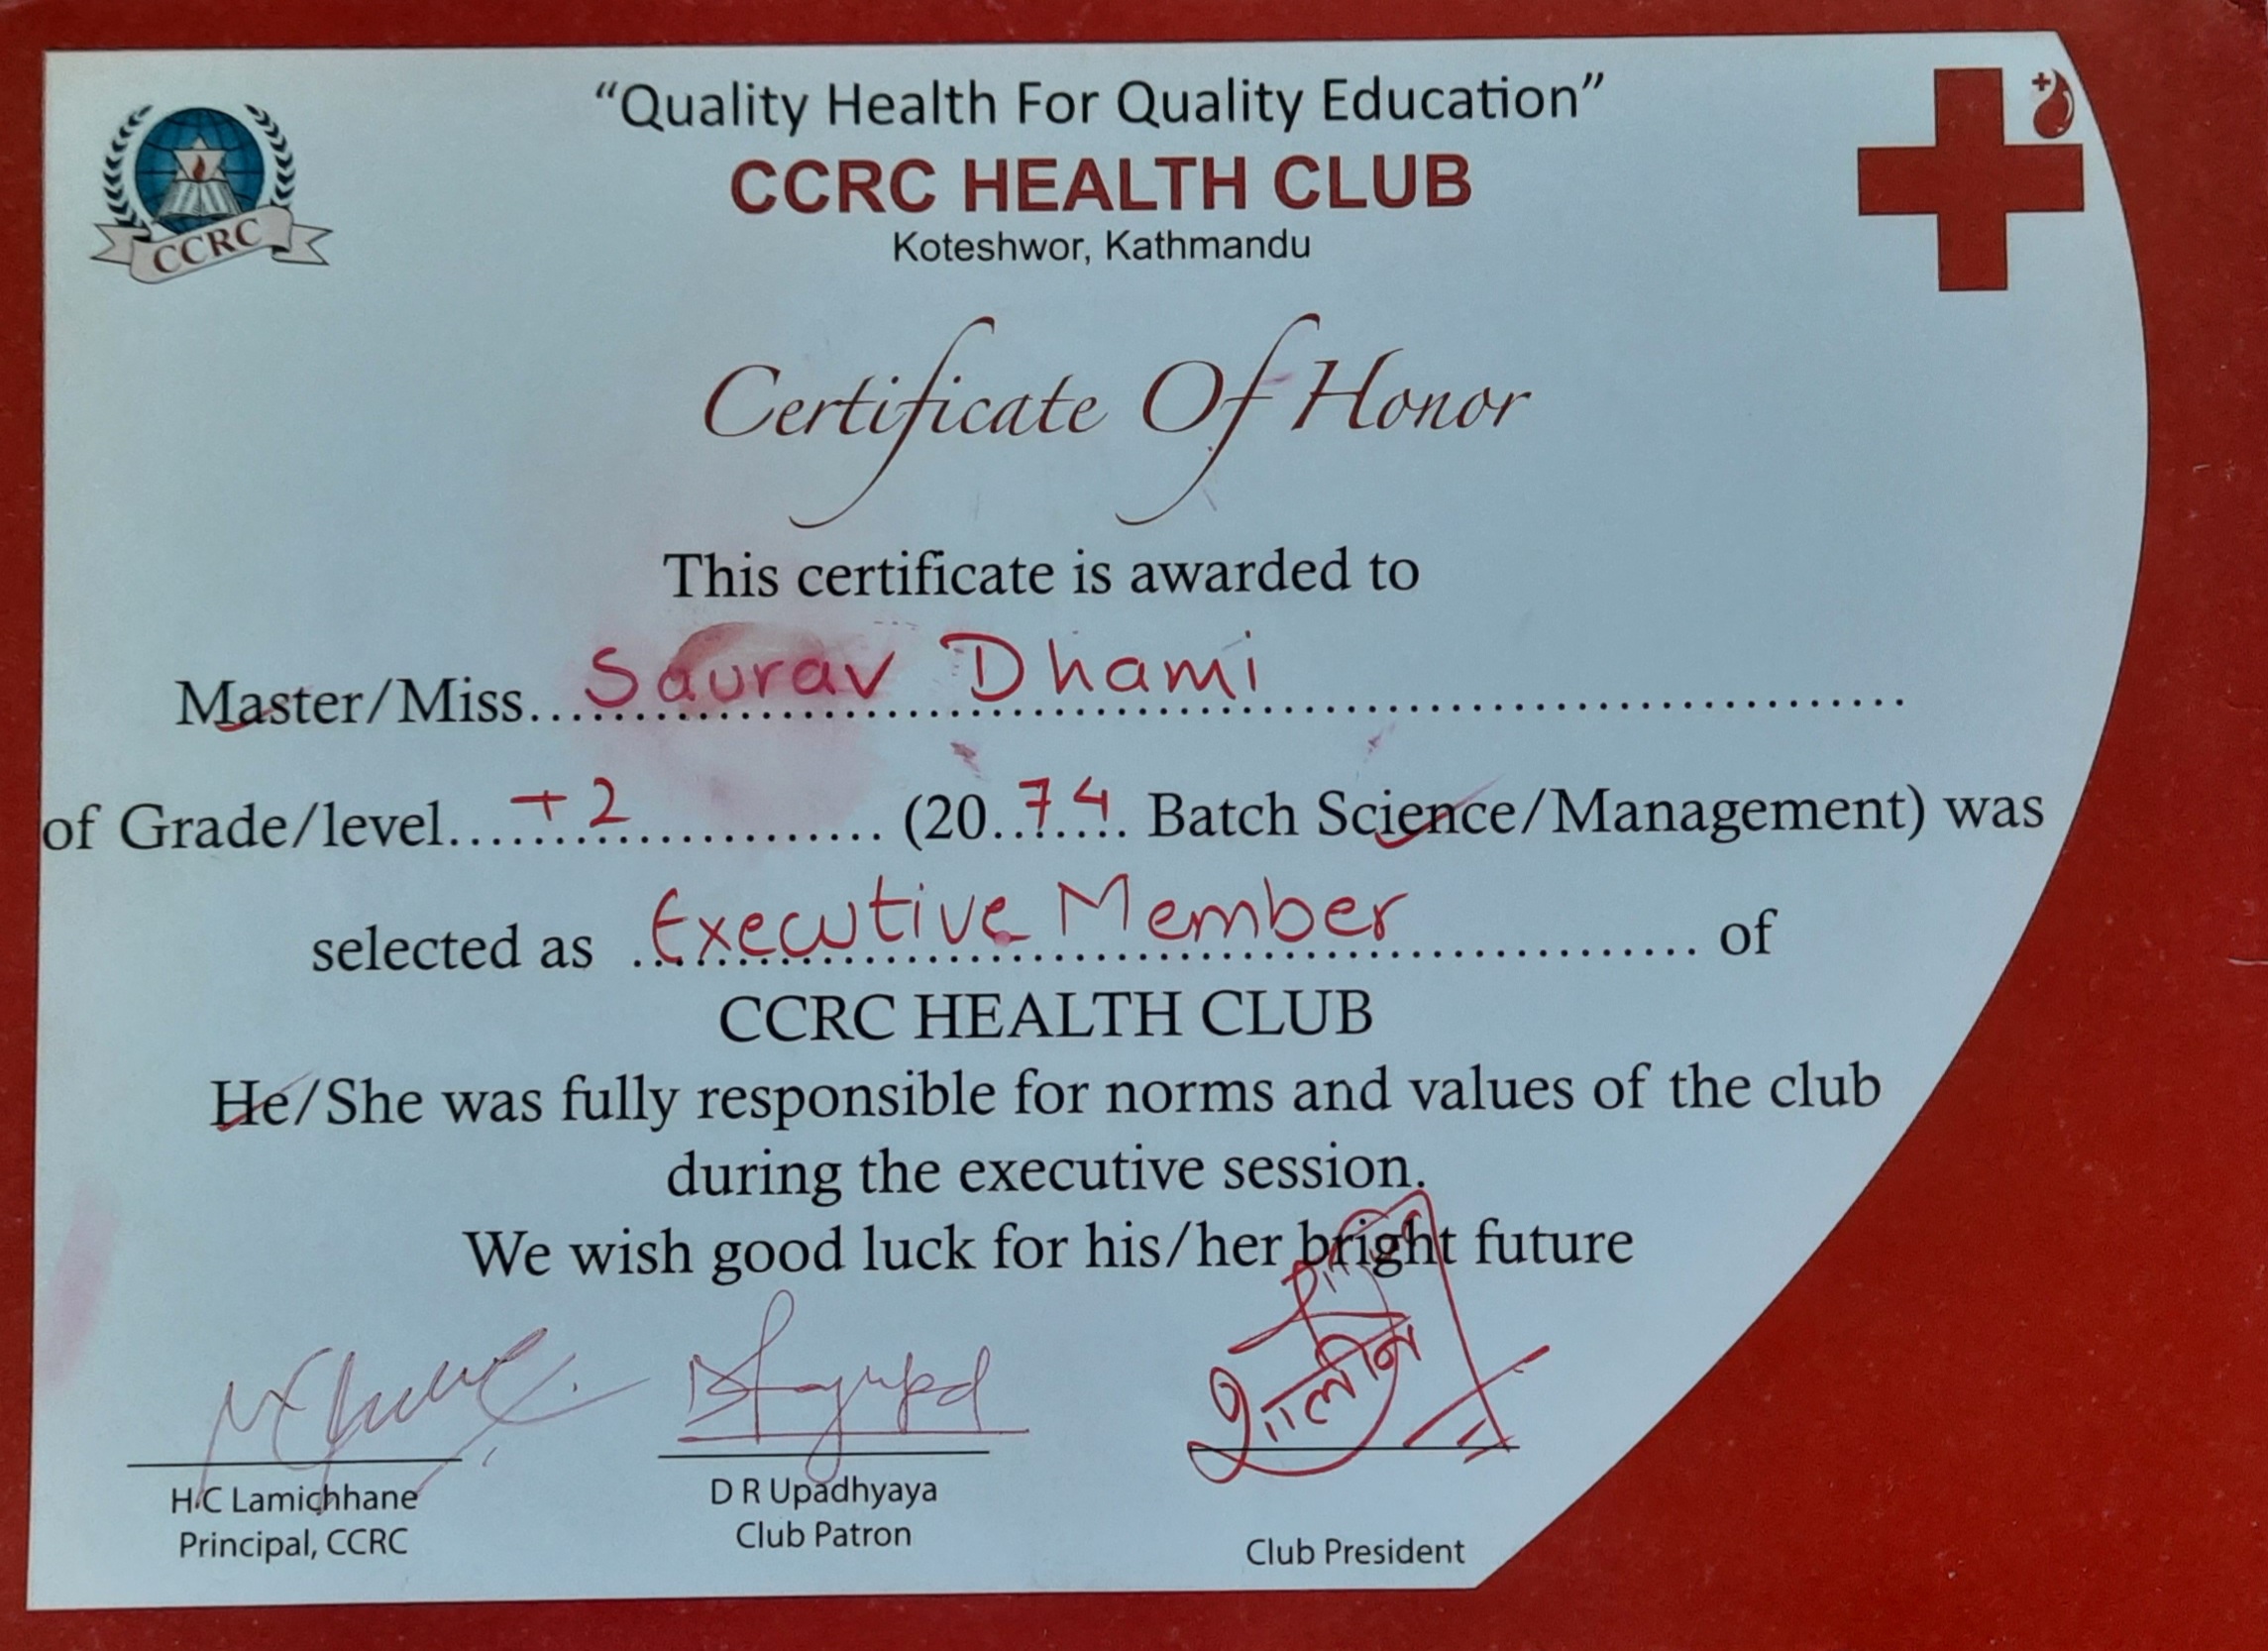 “Quality Health For Quality Education”
CCRC HEALTH CLUB
Koteshwor, Kathmandu
CCRC
Certificate Of Honor
This certificate is awarded to
Master/Miss... Saurav Dhami ...
of Grade/level... +2 ... (20..74.. Batch Science/Management) was
selected as ... Executive Member ... of
CCRC HEALTH CLUB
He/She was fully responsible for norms and values of the club
during the executive session.
We wish good luck for his/her bright future
शालीन
H.C Lamichhane
Principal, CCRC
D R Upadhyaya
Club Patron
Club President